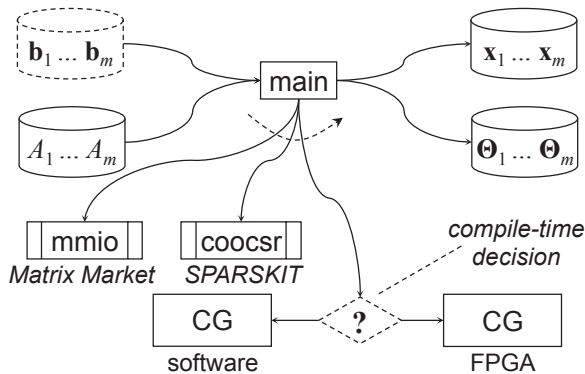 𝐛₁ ... 𝐛ₘ
𝐱₁ ... 𝐱ₘ
main
A₁ ... Aₘ
𝚯₁ ... 𝚯ₘ
mmio
coocsr
Matrix Market
SPARSKIT
compile-time
decision
CG
?
CG
software
FPGA